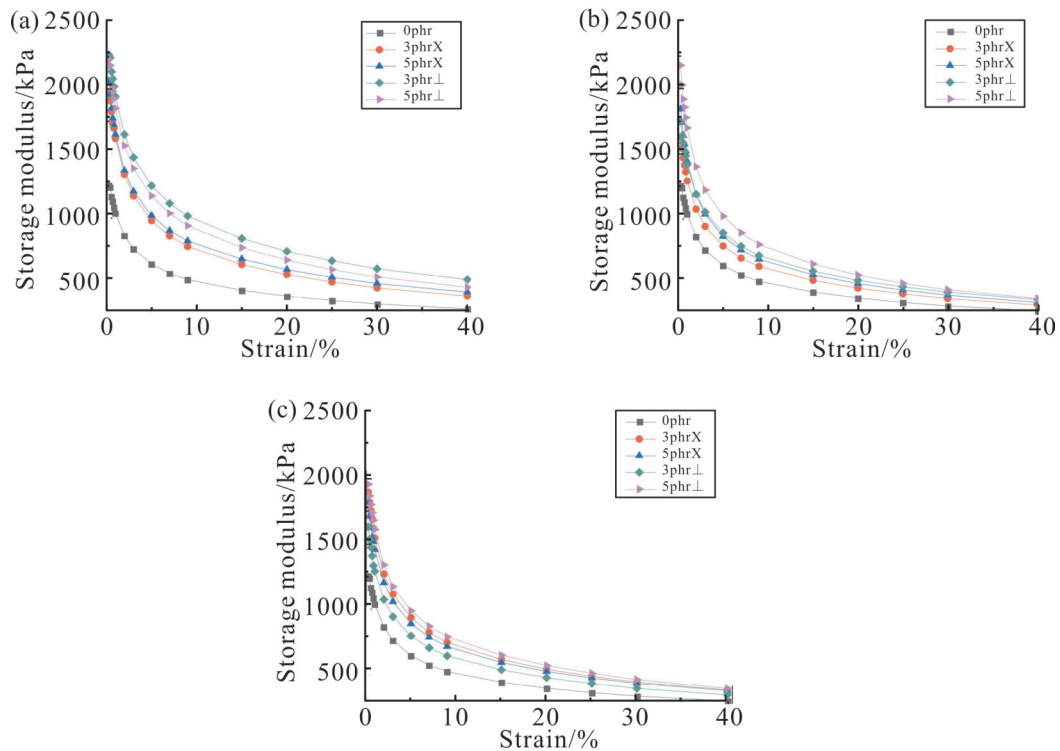 (a)
2500
2000
1500
1000
500
0
10
20
30
40
Storage modulus/kPa
Strain/%
0phr
3phrX
5phrX
3phr⊥
5phr⊥
(b)
2500
2000
1500
1000
500
0
10
20
30
40
Storage modulus/kPa
Strain/%
0phr
3phrX
5phrX
3phr⊥
5phr⊥
(c)
2500
2000
1500
1000
500
0
10
20
30
40
Storage modulus/kPa
Strain/%
0phr
3phrX
5phrX
3phr⊥
5phr⊥